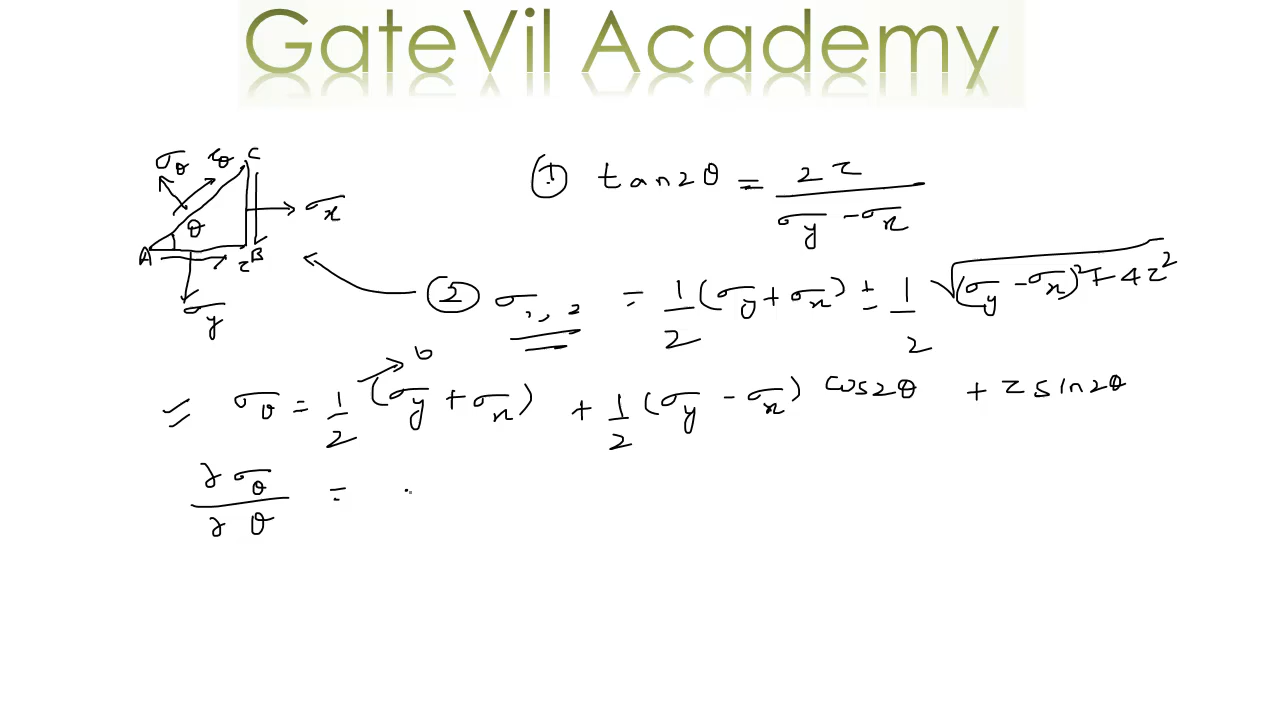 GateVil Academy
σθ τθ C
θ σx
A τ B
σy
① tan2θ = 2τ / (σy − σx)
② σ1,2 = 1/2 (σy + σx) ± 1/2 √((σy − σx)² + 4τ²)
0
σθ = 1/2 (σy + σx) + 1/2 (σy − σx) cos2θ + τ sin2θ
∂σθ / ∂θ =